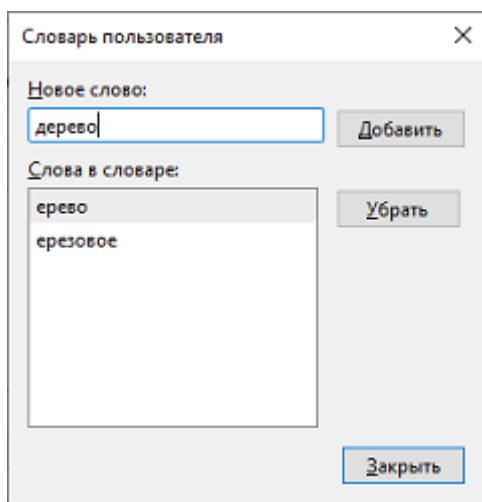 Словарь пользователя
Новое слово:
дерево
Добавить
Слова в словаре:
ерево
Убрать
ерезовое
Закрыть